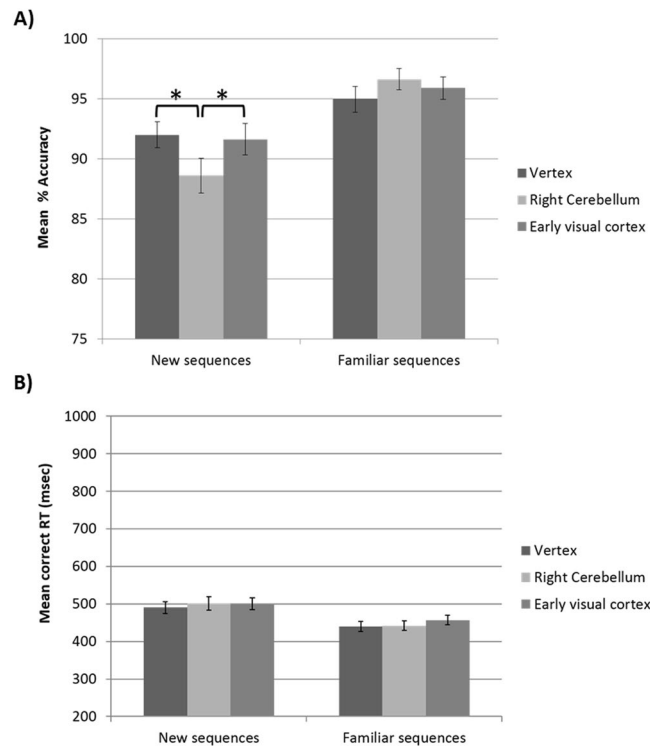 A)
100
95
90
85
80
75
Mean % Accuracy
* *
New sequences Familiar sequences
Vertex
Right Cerebellum
Early visual cortex
B)
1000
900
800
700
600
500
400
300
200
Mean correct RT (msec)
New sequences Familiar sequences
Vertex
Right Cerebellum
Early visual cortex